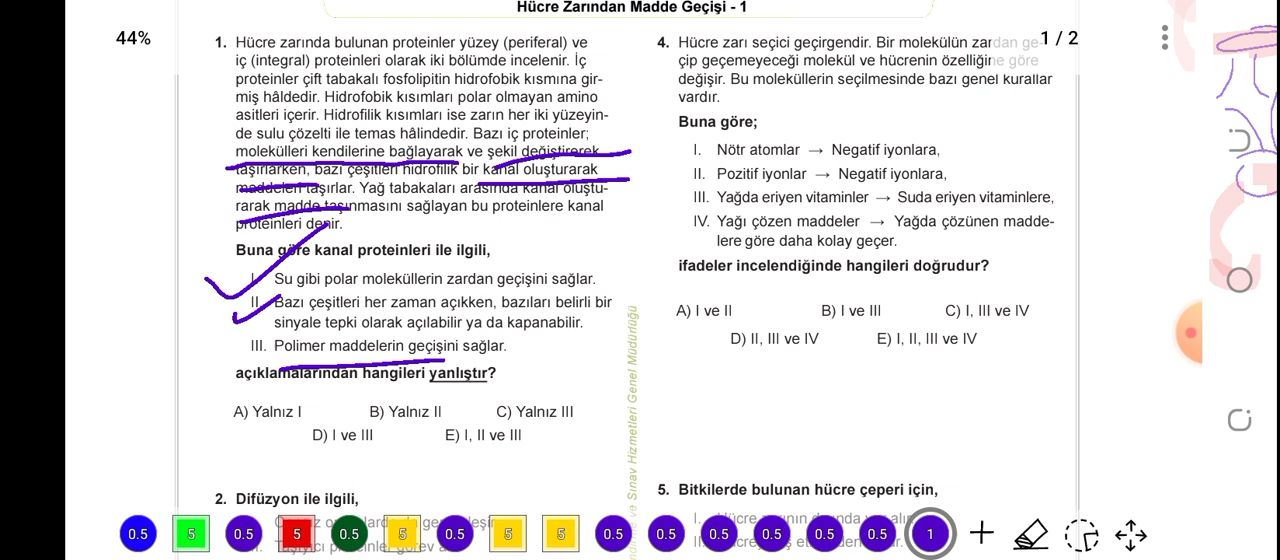 Hücre Zarından Madde Geçişi - 1
44%
1 / 2
1. Hücre zarında bulunan proteinler yüzey (periferal) ve
iç (integral) proteinleri olarak iki bölümde incelenir. İç
proteinler çift tabakalı fosfolipitin hidrofobik kısmına gir-
miş hâldedir. Hidrofobik kısımları polar olmayan amino
asitleri içerir. Hidrofilik kısımları ise zarın her iki yüzeyin-
de sulu çözelti ile temas hâlindedir. Bazı iç proteinler;
molekülleri kendilerine bağlayarak ve şekil değiştirerek
taşırlarken, bazı çeşitleri hidrofilik bir kanal oluşturarak
maddeleri taşırlar. Yağ tabakaları arasında kanal oluştu-
rarak madde taşınmasını sağlayan bu proteinlere kanal
proteinleri denir.
Buna göre kanal proteinleri ile ilgili,
I. Su gibi polar moleküllerin zardan geçişini sağlar.
II. Bazı çeşitleri her zaman açıkken, bazıları belirli bir
sinyale tepki olarak açılabilir ya da kapanabilir.
III. Polimer maddelerin geçişini sağlar.
açıklamalarından hangileri yanlıştır?
A) Yalnız I B) Yalnız II C) Yalnız III
D) I ve III E) I, II ve III
2. Difüzyon ile ilgili,
4. Hücre zarı seçici geçirgendir. Bir molekülün zardan ge-
çip geçemeyeceği molekül ve hücrenin özelliğine göre
değişir. Bu moleküllerin seçilmesinde bazı genel kurallar
vardır.
Buna göre;
I. Nötr atomlar → Negatif iyonlara,
II. Pozitif iyonlar → Negatif iyonlara,
III. Yağda eriyen vitaminler → Suda eriyen vitaminlere,
IV. Yağı çözen maddeler → Yağda çözünen madde-
lere göre daha kolay geçer.
ifadeler incelendiğinde hangileri doğrudur?
A) I ve II B) I ve III C) I, III ve IV
D) II, III ve IV E) I, II, III ve IV
5. Bitkilerde bulunan hücre çeperi için,
ve Sınav Hizmetleri Genel Müdürlüğü
0.5 5 0.5 5 0.5 5 0.5 5 5 0.5 0.5 0.5 0.5 0.5 0.5 1